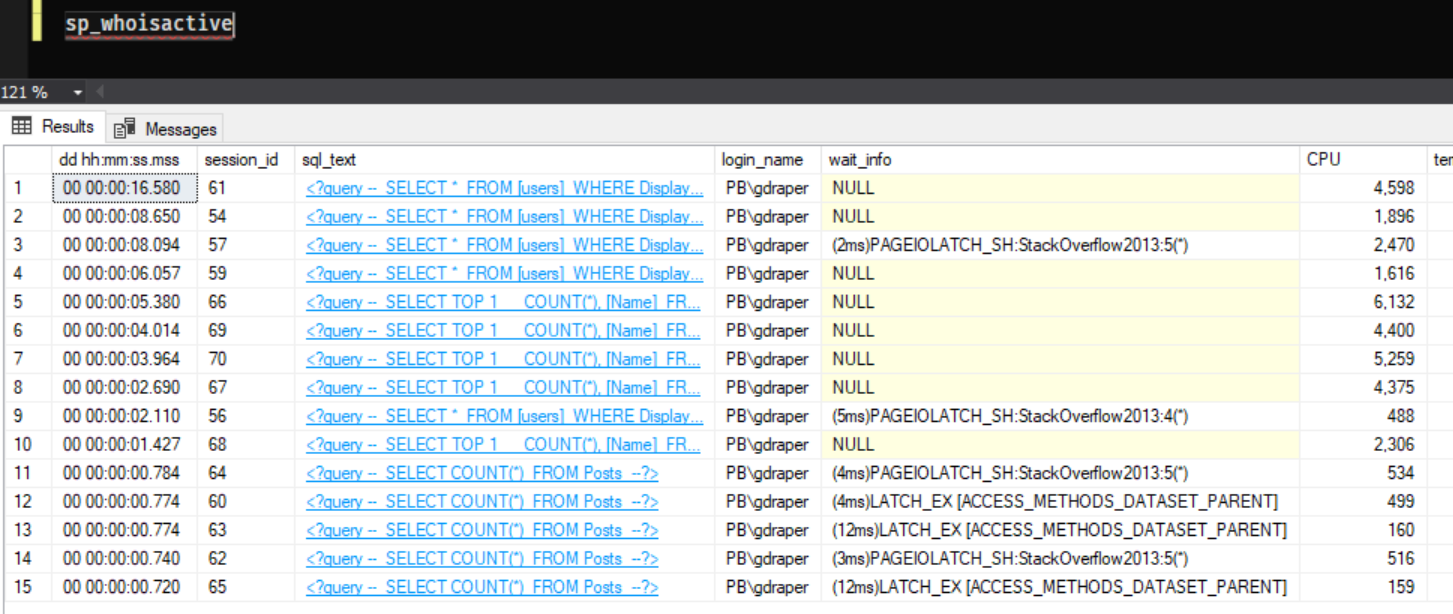 sp_whoisactive
121 %
Results Messages
dd hh:mm:ss.mss session_id sql_text login_name wait_info CPU
1 00 00:00:16.580 61 <?query -- SELECT * FROM [users] WHERE Display... PB\gdraper NULL 4,598
2 00 00:00:08.650 54 <?query -- SELECT * FROM [users] WHERE Display... PB\gdraper NULL 1,896
3 00 00:00:08.094 57 <?query -- SELECT * FROM [users] WHERE Display... PB\gdraper (2ms)PAGEIOLATCH_SH:StackOverflow2013:5(*) 2,470
4 00 00:00:06.057 59 <?query -- SELECT * FROM [users] WHERE Display... PB\gdraper NULL 1,616
5 00 00:00:05.380 66 <?query -- SELECT TOP 1 COUNT(*), [Name] FR... PB\gdraper NULL 6,132
6 00 00:00:04.014 69 <?query -- SELECT TOP 1 COUNT(*), [Name] FR... PB\gdraper NULL 4,400
7 00 00:00:03.964 70 <?query -- SELECT TOP 1 COUNT(*), [Name] FR... PB\gdraper NULL 5,259
8 00 00:00:02.690 67 <?query -- SELECT TOP 1 COUNT(*), [Name] FR... PB\gdraper NULL 4,375
9 00 00:00:02.110 56 <?query -- SELECT * FROM [users] WHERE Display... PB\gdraper (5ms)PAGEIOLATCH_SH:StackOverflow2013:4(*) 488
10 00 00:00:01.427 68 <?query -- SELECT TOP 1 COUNT(*), [Name] FR... PB\gdraper NULL 2,306
11 00 00:00:00.784 64 <?query -- SELECT COUNT(*) FROM Posts --?> PB\gdraper (4ms)PAGEIOLATCH_SH:StackOverflow2013:5(*) 534
12 00 00:00:00.774 60 <?query -- SELECT COUNT(*) FROM Posts --?> PB\gdraper (4ms)LATCH_EX [ACCESS_METHODS_DATASET_PARENT] 499
13 00 00:00:00.774 63 <?query -- SELECT COUNT(*) FROM Posts --?> PB\gdraper (12ms)LATCH_EX [ACCESS_METHODS_DATASET_PARENT] 160
14 00 00:00:00.740 62 <?query -- SELECT COUNT(*) FROM Posts --?> PB\gdraper (3ms)PAGEIOLATCH_SH:StackOverflow2013:5(*) 516
15 00 00:00:00.720 65 <?query -- SELECT COUNT(*) FROM Posts --?> PB\gdraper (12ms)LATCH_EX [ACCESS_METHODS_DATASET_PARENT] 159